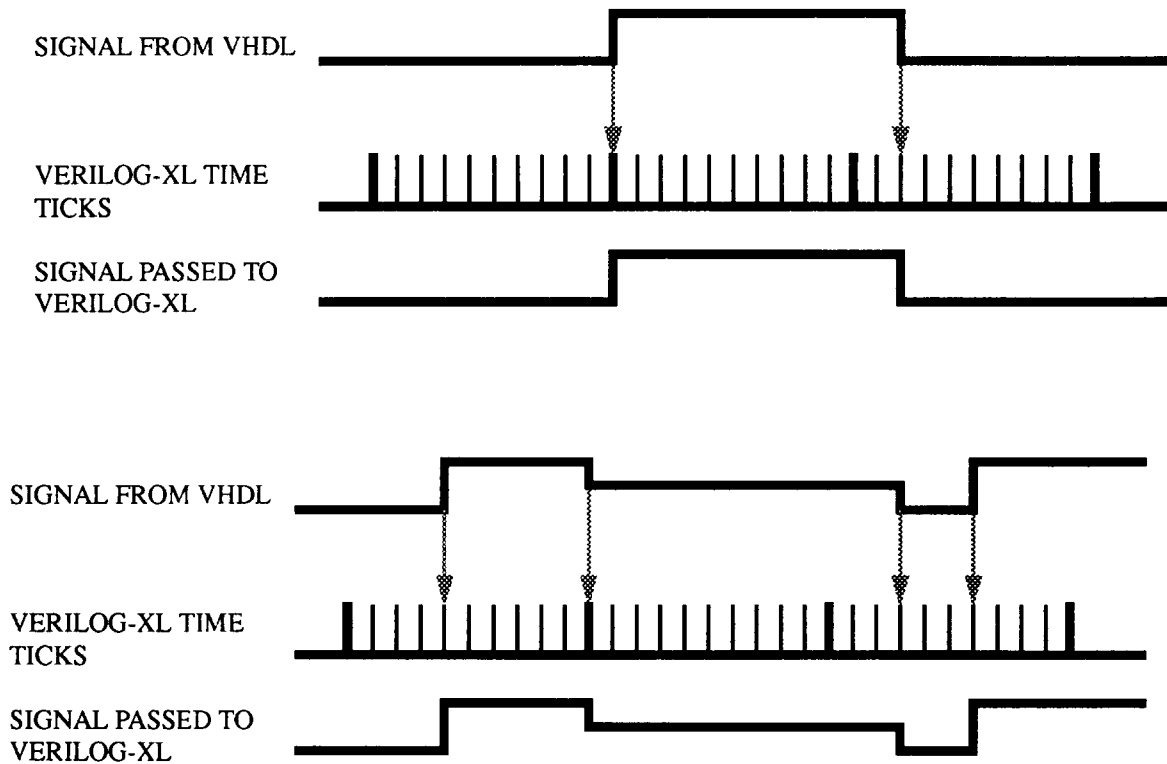 SIGNAL FROM VHDL
VERILOG-XL TIME
TICKS
SIGNAL PASSED TO
VERILOG-XL
SIGNAL FROM VHDL
VERILOG-XL TIME
TICKS
SIGNAL PASSED TO
VERILOG-XL